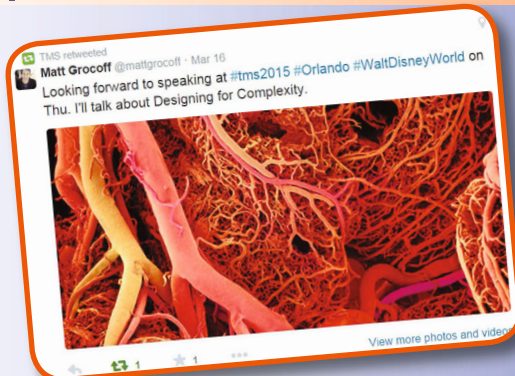 TMS retweeted
Matt Grocoff @mattgrocoff · Mar 16
Looking forward to speaking at #tms2015 #Orlando #WaltDisneyWorld on
Thu. I'll talk about Designing for Complexity.
1 1
View more photos and videos